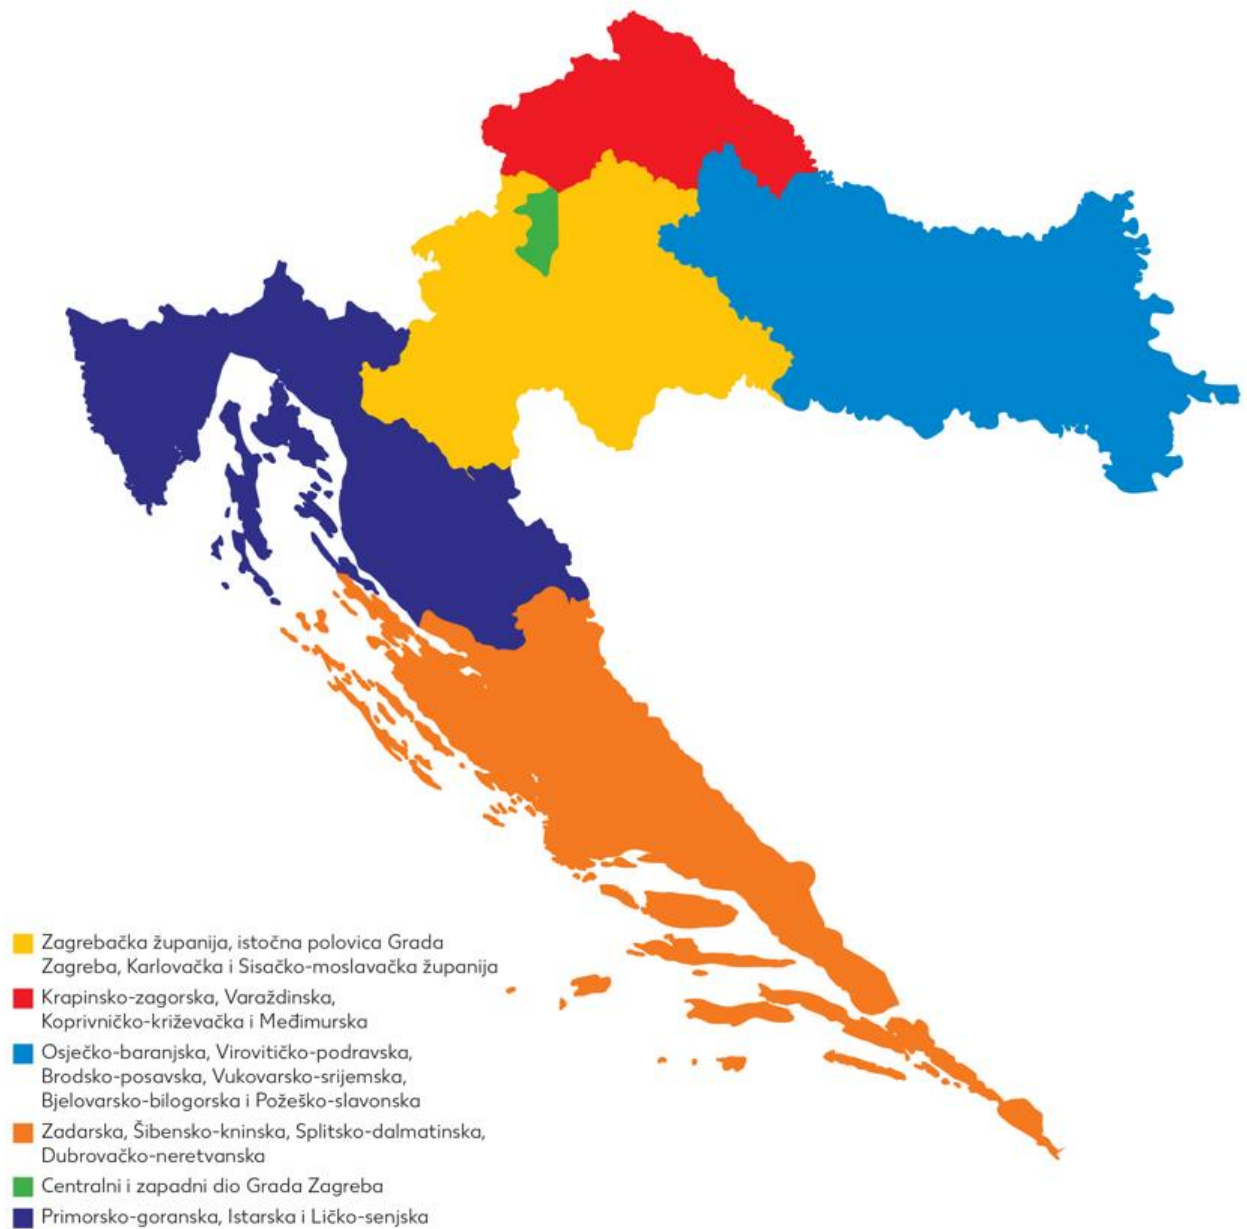 Zagrebačka županija, istočna polovica Grada
Zagreba, Karlovačka i Sisačko-moslavačka županija
Krapinsko-zagorska, Varaždinska,
Koprivničko-križevačka i Međimurska
Osječko-baranjska, Virovitičko-podravska,
Brodsko-posavska, Vukovarsko-srijemska,
Bjelovarsko-bilogorska i Požeško-slavonska
Zadarska, Šibensko-kninska, Splitsko-dalmatinska,
Dubrovačko-neretvanska
Centralni i zapadni dio Grada Zagreba
Primorsko-goranska, Istarska i Ličko-senjska